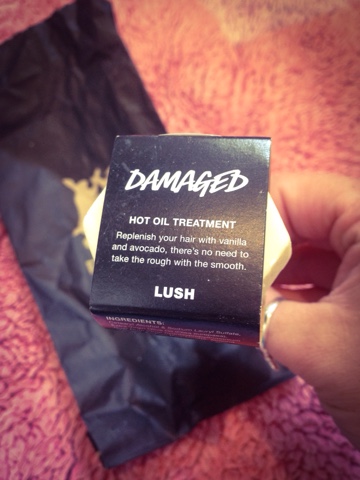 DAMAGED
HOT OIL TREATMENT
Replenish your hair with vanilla
and avocado, there's no need to
take the rough with the smooth.
LUSH
INGREDIENTS: